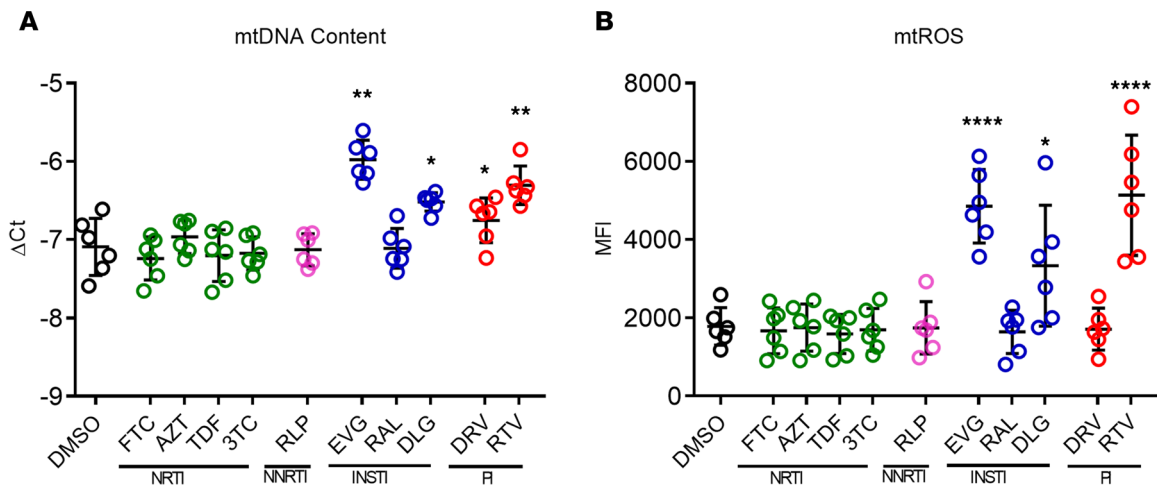 A
mtDNA Content
ΔCt
-5
-6
-7
-8
-9
**
*
*
**
DMSO
FTC
AZT
TDF
3TC
RLP
EVG
RAL
DLG
DRV
RTV
NRTI
NNRTI
INSTI
PI
B
mtROS
MFI
8000
6000
4000
2000
0
****
*
****
DMSO
FTC
AZT
TDF
3TC
RLP
EVG
RAL
DLG
DRV
RTV
NRTI
NNRTI
INSTI
PI